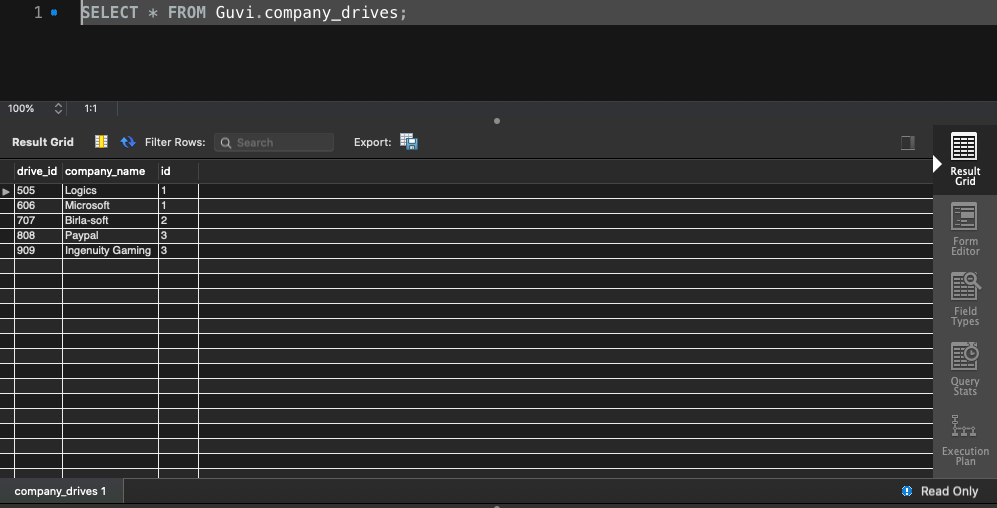 1 SELECT * FROM Guvi.company_drives;
100% 1:1
Result Grid Filter Rows: Search Export:
drive_id company_name id
505 Logics 1
606 Microsoft 1
707 Birla-soft 2
808 Paypal 3
909 Ingenuity Gaming 3
Result
Grid
Form
Editor
Field
Types
Query
Stats
Execution
Plan
company_drives 1 Read Only